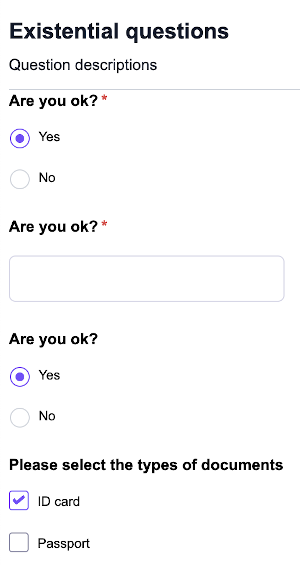 Existential questions
Question descriptions
Are you ok? *
Yes
No
Are you ok? *
Are you ok?
Yes
No
Please select the types of documents
ID card
Passport